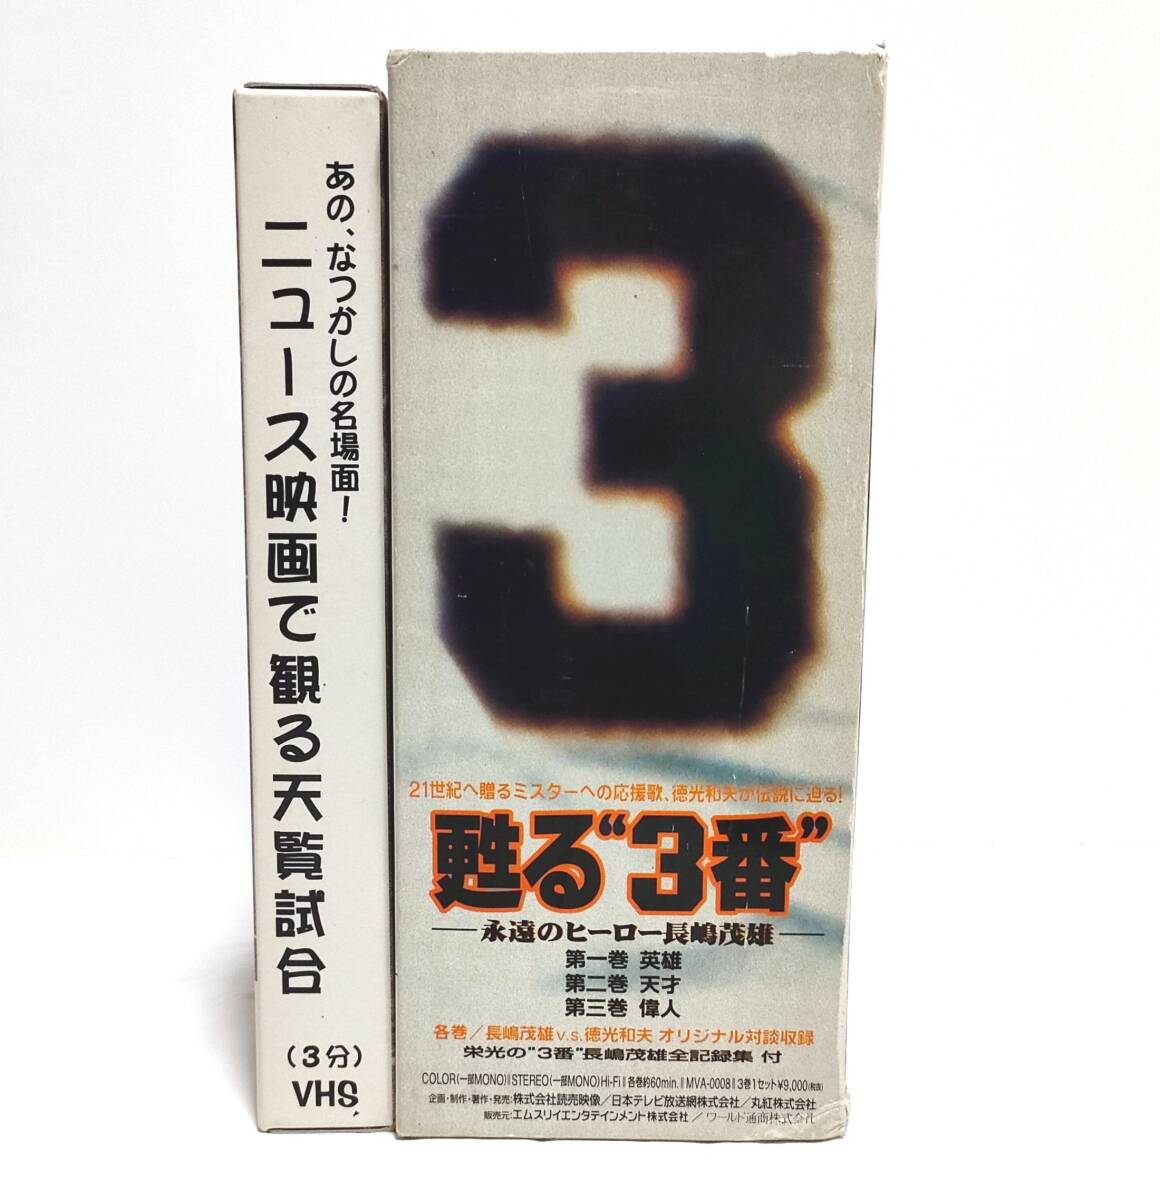 あの、なつかしの名場面！
ニュース映画で観る天覧試合
(3分)
VHS
3
21世紀へ贈るミスターへの応援歌、徳光和夫が伝説に迫る!
甦る“3番”
永遠のヒーロー長嶋茂雄
第一巻 英雄
第二巻 天才
第三巻 偉人
各巻／長嶋茂雄v.s.徳光和夫 オリジナル対談収録
栄光の"3番"長嶋茂雄全記録集 付
COLOR(一部MONO)‖STEREO(一部MONO)Hi-Fi‖各巻約60min.‖MVA-0008‖3巻1セット¥9,000(税抜)
企画・制作・著作・発売:株式会社読売映像／日本テレビ放送網株式会社／丸紅株式会社
販売元:エムスリイエンタテインメント株式会社／ワールド通商株式会社